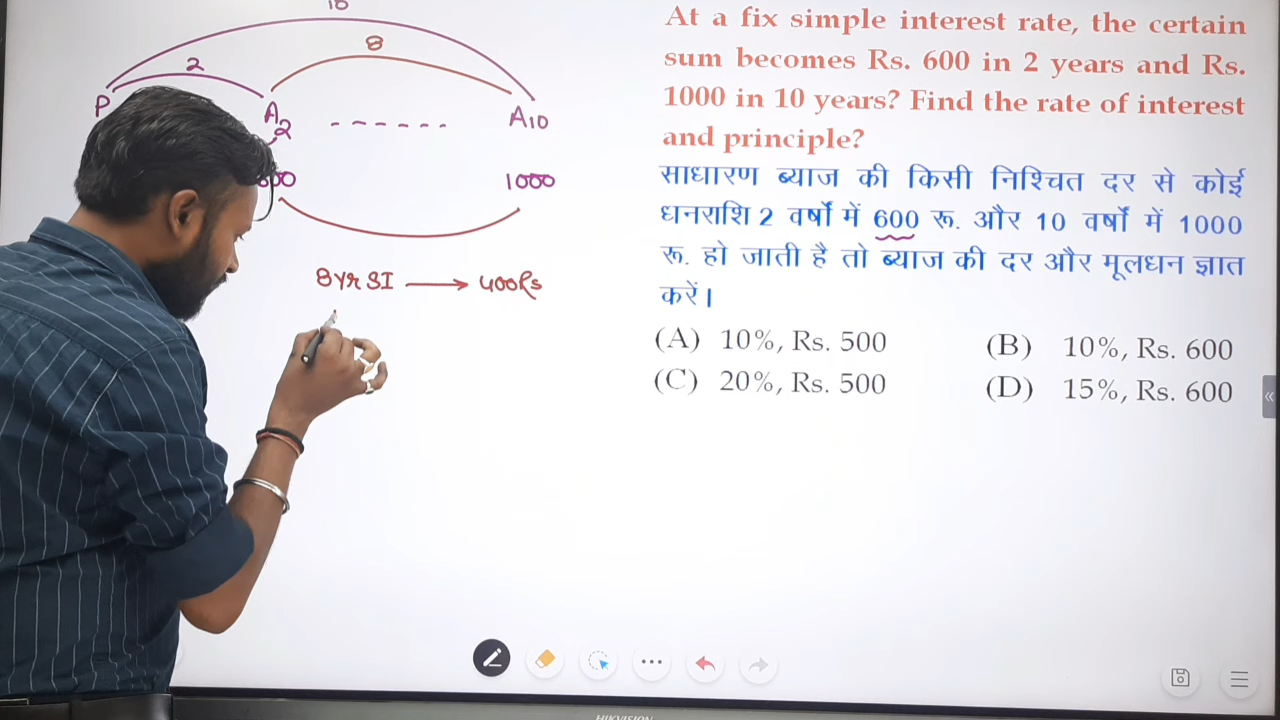 10
2
8
P
A2
A10
1000
8 Yr SI → 400Rs
At a fix simple interest rate, the certain
sum becomes Rs. 600 in 2 years and Rs.
1000 in 10 years? Find the rate of interest
and principle?
साधारण ब्याज की किसी निश्चित दर से कोई
धनराशि 2 वर्षों में 600 रू. और 10 वर्षों में 1000
रू. हो जाती है तो ब्याज की दर और मूलधन ज्ञात
करें।
(A) 10%, Rs. 500 (B) 10%, Rs. 600
(C) 20%, Rs. 500 (D) 15%, Rs. 600
HIKVISION